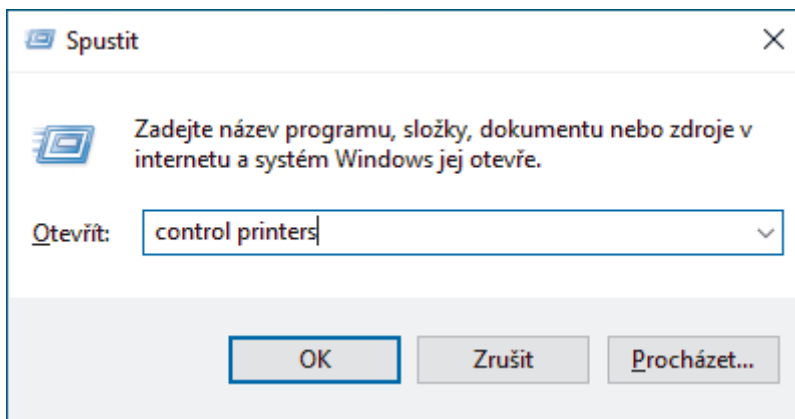 Spustit
Zadejte název programu, složky, dokumentu nebo zdroje v
internetu a systém Windows jej otevře.
Otevřít: control printers
OK Zrušit Procházet...